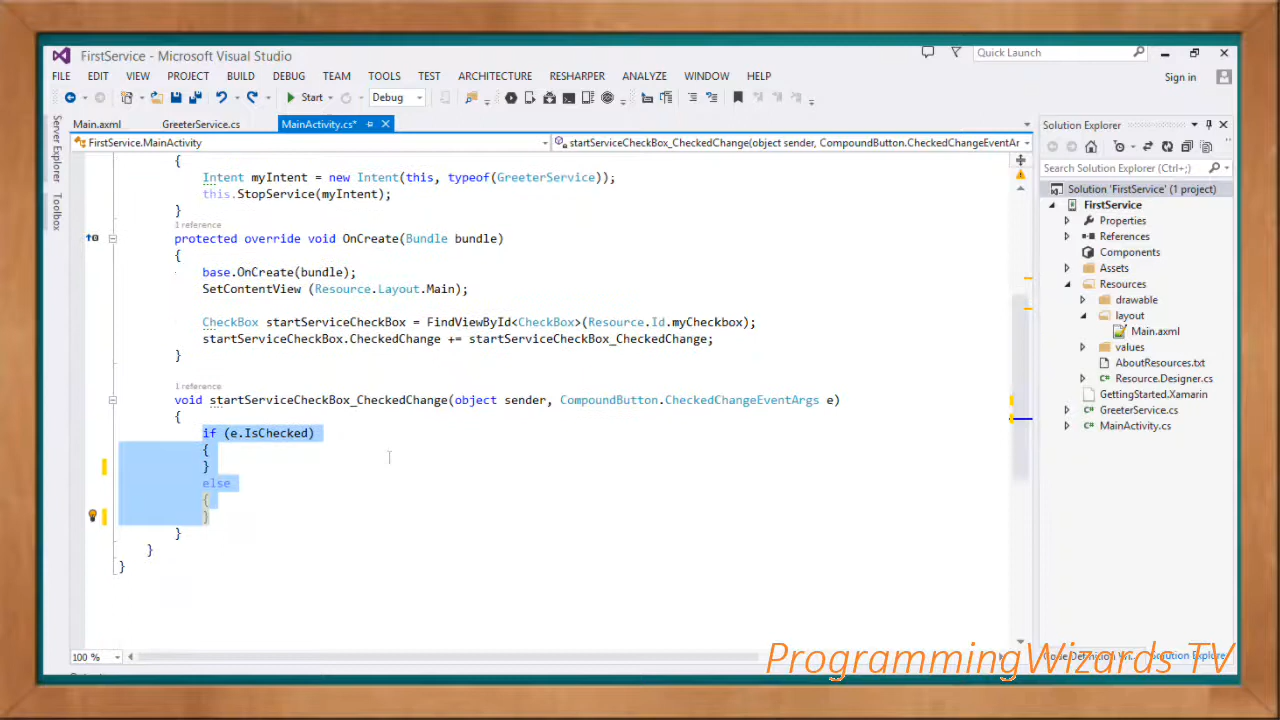 FirstService - Microsoft Visual Studio
Quick Launch
FILE EDIT VIEW PROJECT BUILD DEBUG TEAM TOOLS TEST ARCHITECTURE RESHARPER ANALYZE WINDOW HELP
Sign in
Start Debug
Server Explorer
Toolbox
Main.axml GreeterService.cs MainActivity.cs*
FirstService.MainActivity startServiceCheckBox_CheckedChange(object sender, CompoundButton.CheckedChangeEventAr
{
Intent myIntent = new Intent(this, typeof(GreeterService));
this.StopService(myIntent);
}
1 reference
protected override void OnCreate(Bundle bundle)
{
base.OnCreate(bundle);
SetContentView (Resource.Layout.Main);
CheckBox startServiceCheckBox = FindViewById<CheckBox>(Resource.Id.myCheckbox);
startServiceCheckBox.CheckedChange += startServiceCheckBox_CheckedChange;
}
1 reference
void startServiceCheckBox_CheckedChange(object sender, CompoundButton.CheckedChangeEventArgs e)
{
if (e.IsChecked)
{
}
else
{
}
}
}
}
100 %
Solution Explorer
Search Solution Explorer (Ctrl+;)
Solution 'FirstService' (1 project)
FirstService
Properties
References
Components
Assets
Resources
drawable
layout
Main.axml
values
AboutResources.txt
Resource.Designer.cs
GettingStarted.Xamarin
GreeterService.cs
MainActivity.cs
ProgrammingWizards TV